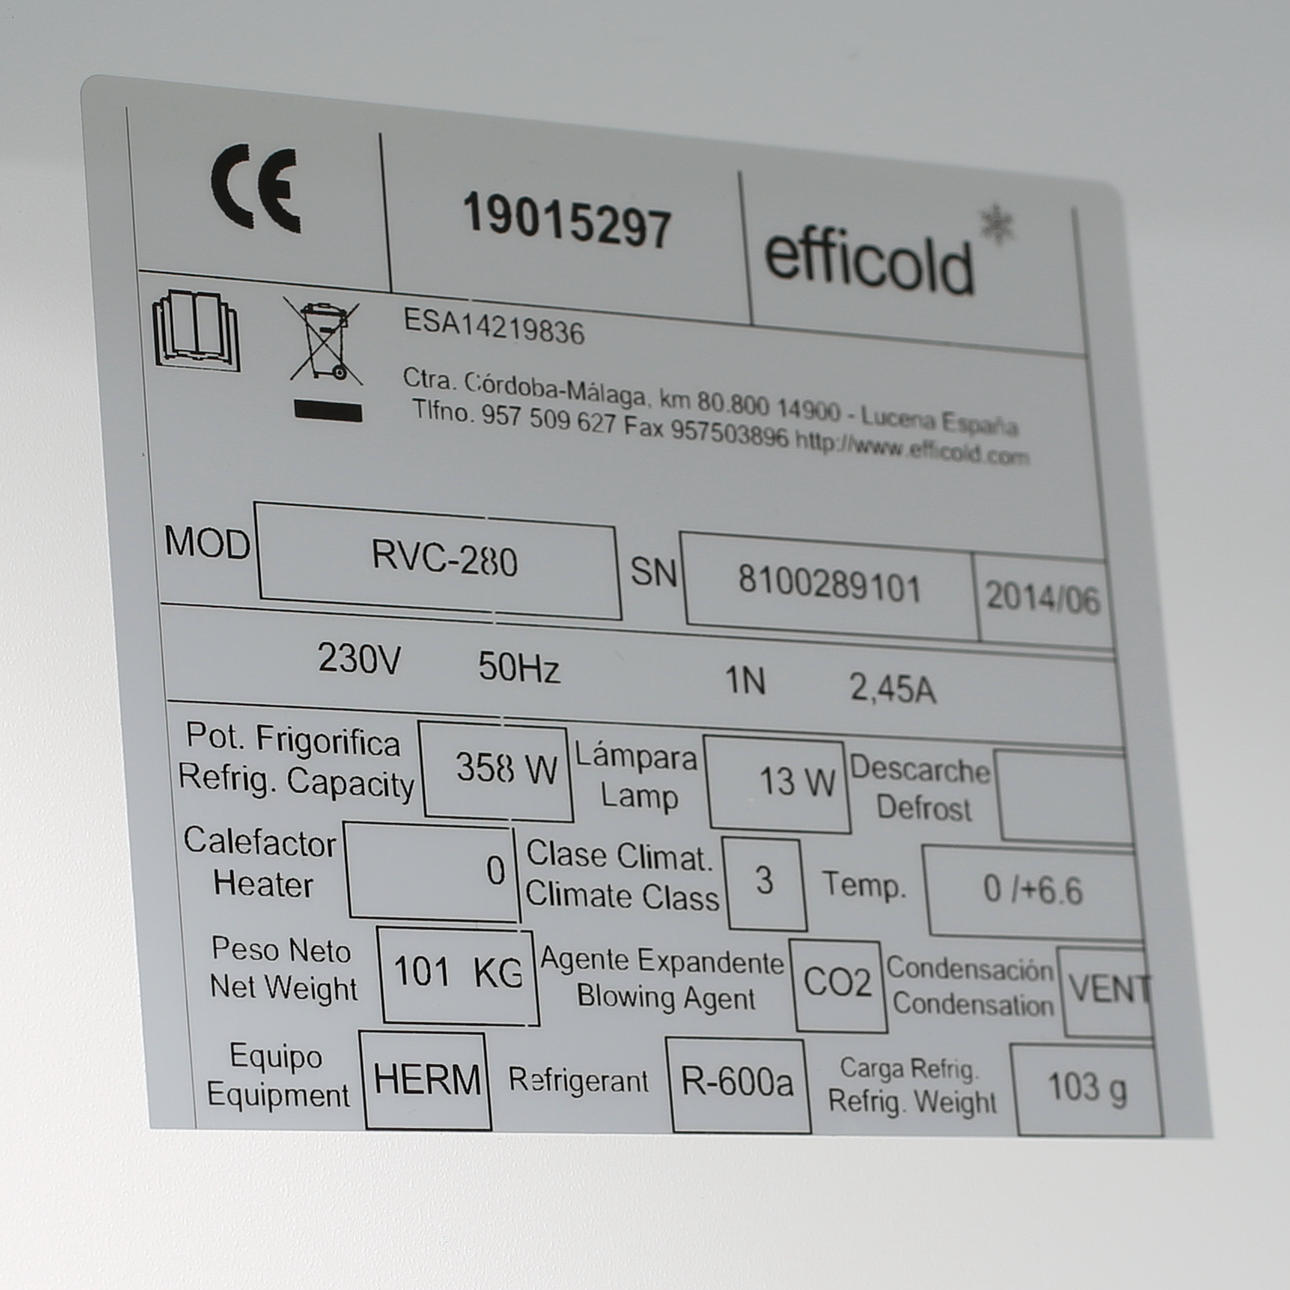 CE 19015297 efficold
ESA14219836
Ctra. Córdoba-Málaga, km 80.800 14900 - Lucena España
Tlfno. 957 509 627 Fax 957503896 http://www.efficold.com
MOD RVC-280 SN 8100289101 2014/06
230V 50Hz 1N 2,45A
Pot. Frigorifica 358 W Lámpara 13 W Descarche
Refrig. Capacity Lamp Defrost
Calefactor 0 Clase Climat. 3 Temp. 0 /+6.6
Heater Climate Class
Peso Neto 101 KG Agente Expandente CO2 Condensación VENT
Net Weight Blowing Agent Condensation
Equipo HERM Refrigerant R-600a Carga Refrig. 103 g
Equipment Refrig. Weight